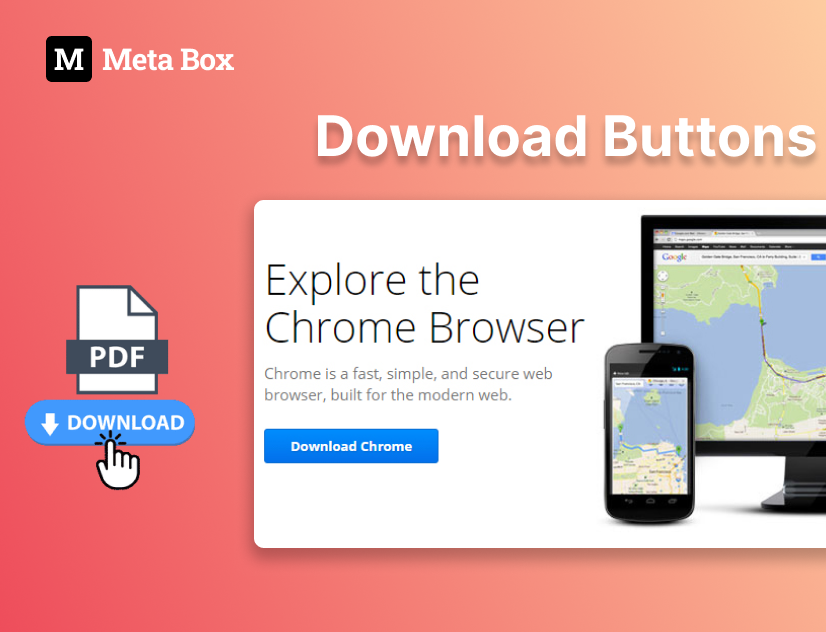 M Meta Box
Download Buttons
Explore the
Chrome Browser
Chrome is a fast, simple, and secure web
browser, built for the modern web.
Download Chrome
PDF
DOWNLOAD
Google